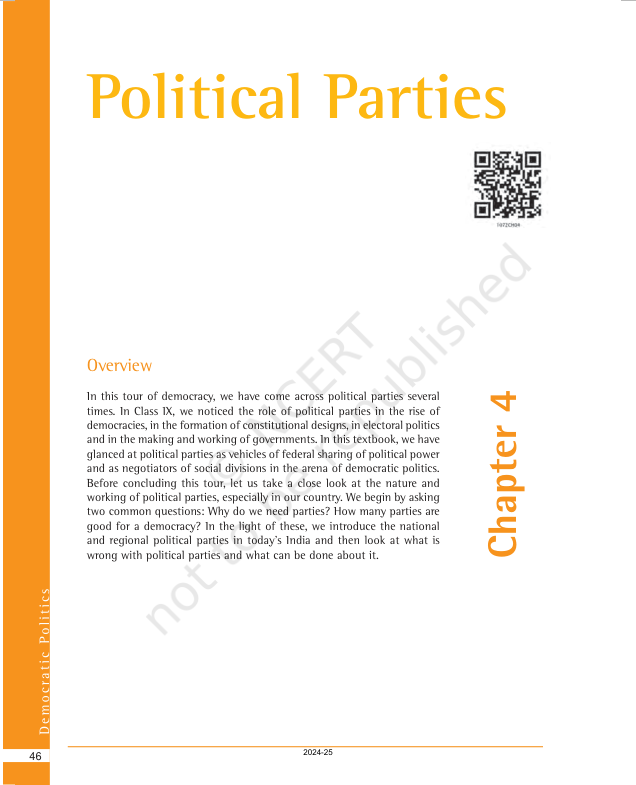 Political Parties
1072CH04
Overview
In this tour of democracy, we have come across political parties several
times. In Class IX, we noticed the role of political parties in the rise of
democracies, in the formation of constitutional designs, in electoral politics
and in the making and working of governments. In this textbook, we have
glanced at political parties as vehicles of federal sharing of political power
and as negotiators of social divisions in the arena of democratic politics.
Before concluding this tour, let us take a close look at the nature and
working of political parties, especially in our country. We begin by asking
two common questions: Why do we need parties? How many parties are
good for a democracy? In the light of these, we introduce the national
and regional political parties in today's India and then look at what is
wrong with political parties and what can be done about it.
Chapter 4
© NCERT
not to be republished
Democratic Politics
46
2024-25